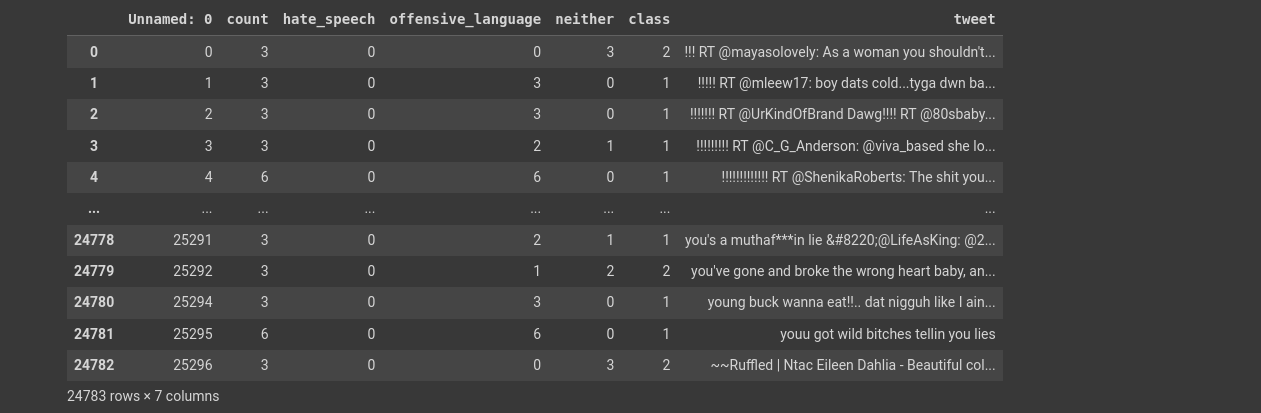 Unnamed: 0 count hate_speech offensive_language neither class tweet
0 0 3 0 0 3 2 !!! RT @mayasolovely: As a woman you shouldn't...
1 1 3 0 3 0 1 !!!!! RT @mleew17: boy dats cold...tyga dwn ba...
2 2 3 0 3 0 1 !!!!!!! RT @UrKindOfBrand Dawg!!!! RT @80sbaby...
3 3 3 0 2 1 1 !!!!!!!!! RT @C_G_Anderson: @viva_based she lo...
4 4 6 0 6 0 1 !!!!!!!!!!!!! RT @ShenikaRoberts: The shit you...
... ... ... ... ... ... ... ...
24778 25291 3 0 2 1 1 you's a muthaf***in lie &#8220;@LifeAsKing: @2...
24779 25292 3 0 1 2 2 you've gone and broke the wrong heart baby, an...
24780 25294 3 0 3 0 1 young buck wanna eat!!.. dat nigguh like I ain...
24781 25295 6 0 6 0 1 youu got wild bitches tellin you lies
24782 25296 3 0 0 3 2 ~~Ruffled | Ntac Eileen Dahlia - Beautiful col...
24783 rows × 7 columns